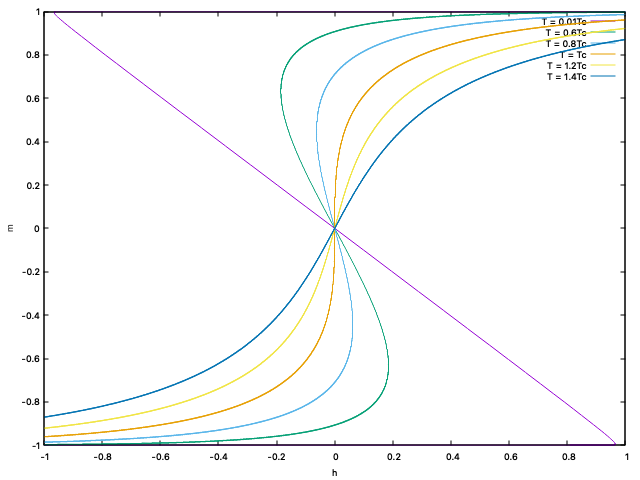 1
0.8
0.6
0.4
0.2
0
-0.2
-0.4
-0.6
-0.8
-1
m
T = 0.01Tc
T = 0.6Tc
T = 0.8Tc
T = Tc
T = 1.2Tc
T = 1.4Tc
-1 -0.8 -0.6 -0.4 -0.2 0 0.2 0.4 0.6 0.8 1
h